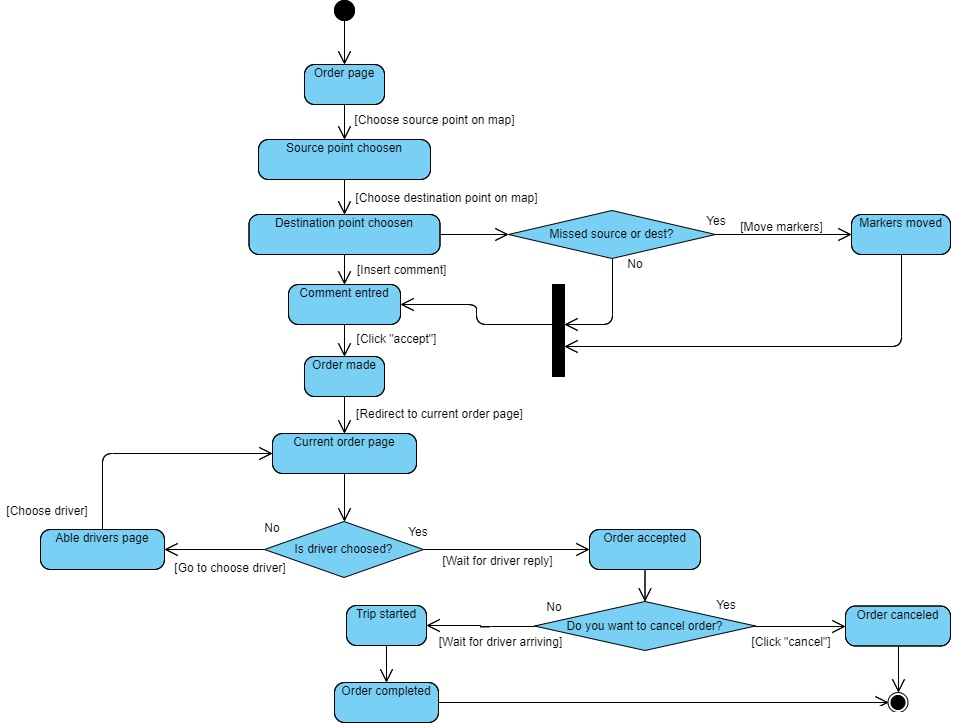 Order page
[Choose source point on map]
Source point choosen
[Choose destination point on map]
Destination point choosen
Missed source or dest?
Yes
[Move markers]
Markers moved
No
[Insert comment]
Comment entred
[Click "accept"]
Order made
[Redirect to current order page]
Current order page
[Choose driver]
Able drivers page
No
[Go to choose driver]
Is driver choosed?
Yes
[Wait for driver reply]
Order accepted
Trip started
No
[Wait for driver arriving]
Do you want to cancel order?
Yes
[Click "cancel"]
Order canceled
Order completed